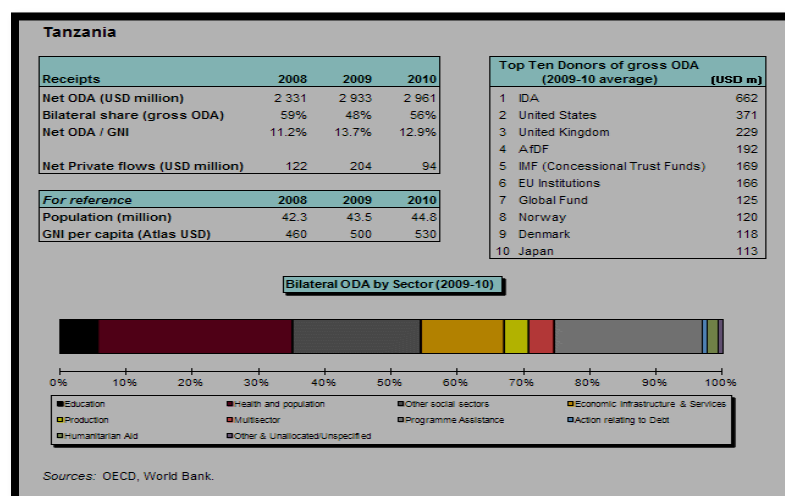 Tanzania
Receipts 2008 2009 2010
Net ODA (USD million) 2 331 2 933 2 961
Bilateral share (gross ODA) 59% 48% 56%
Net ODA / GNI 11.2% 13.7% 12.9%
Net Private flows (USD million) 122 204 94
For reference 2008 2009 2010
Population (million) 42.3 43.5 44.8
GNI per capita (Atlas USD) 460 500 530
Top Ten Donors of gross ODA
(2009-10 average) (USD m)
1 IDA 662
2 United States 371
3 United Kingdom 229
4 AfDF 192
5 IMF (Concessional Trust Funds) 169
6 EU Institutions 166
7 Global Fund 125
8 Norway 120
9 Denmark 118
10 Japan 113
Bilateral ODA by Sector (2009-10)
0% 10% 20% 30% 40% 50% 60% 70% 80% 90% 100%
Education Health and population Other social sectors Economic Infrastructure & Services
Production Multisector Programme Assistance Action relating to Debt
Humanitarian Aid Other & Unallocated/Unspecified
Sources: OECD, World Bank.